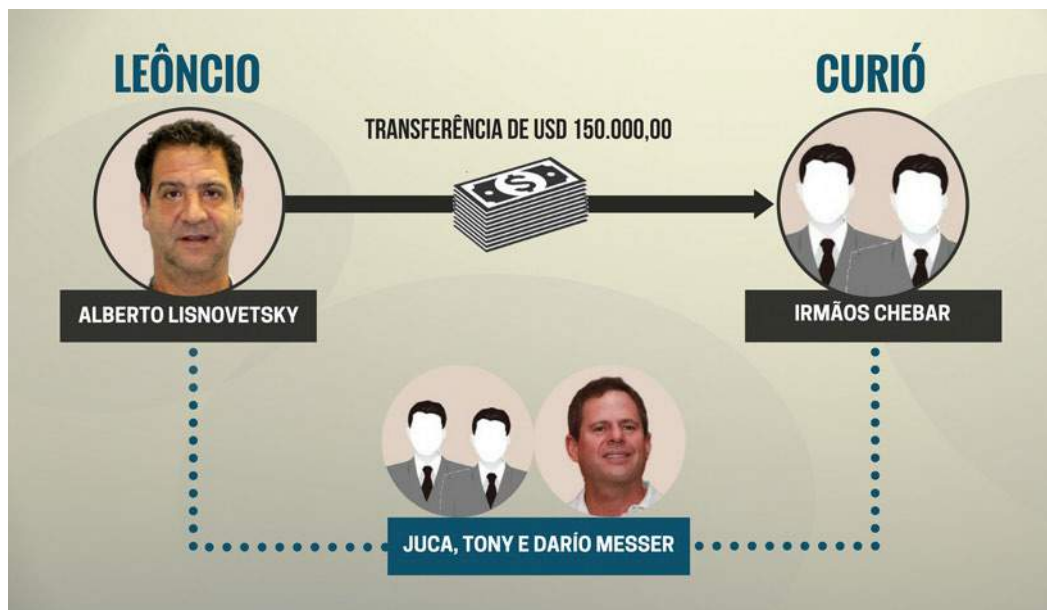 LEÔNCIO
CURIÓ
TRANSFERÊNCIA DE USD 150.000,00
ALBERTO LISNOVETSKY
IRMÃOS CHEBAR
JUCA, TONY E DARÍO MESSER